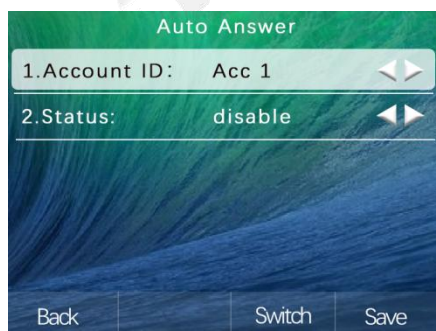 Auto Answer
1.Account ID: Acc 1
2.Status: disable
Back Switch Save